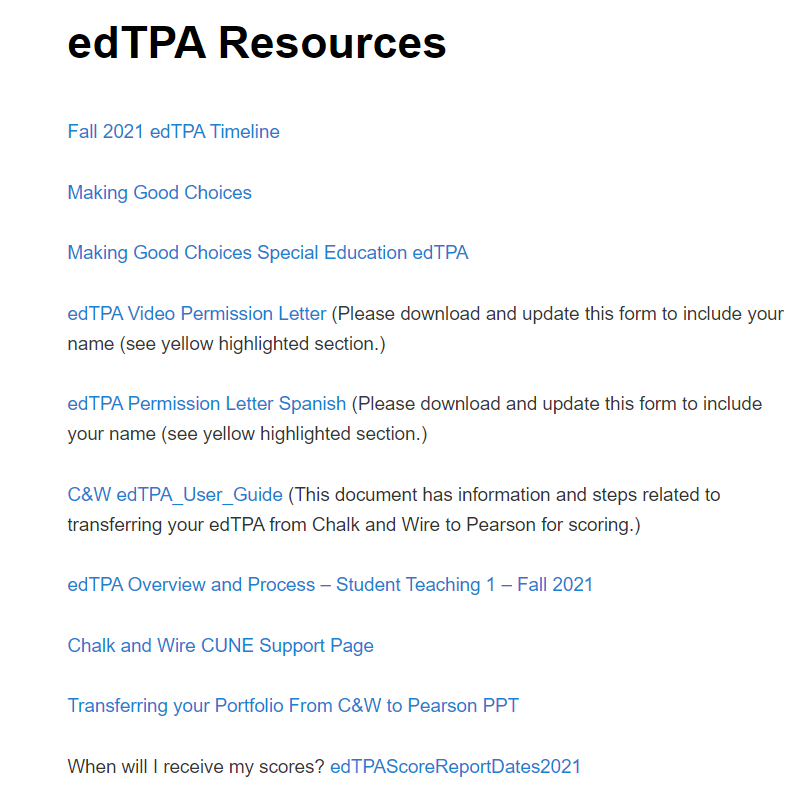 edTPA Resources
Fall 2021 edTPA Timeline
Making Good Choices
Making Good Choices Special Education edTPA
edTPA Video Permission Letter (Please download and update this form to include your
name (see yellow highlighted section.)
edTPA Permission Letter Spanish (Please download and update this form to include
your name (see yellow highlighted section.)
C&W edTPA_User_Guide (This document has information and steps related to
transferring your edTPA from Chalk and Wire to Pearson for scoring.)
edTPA Overview and Process – Student Teaching 1 – Fall 2021
Chalk and Wire CUNE Support Page
Transferring your Portfolio From C&W to Pearson PPT
When will I receive my scores? edTPAScoreReportDates2021